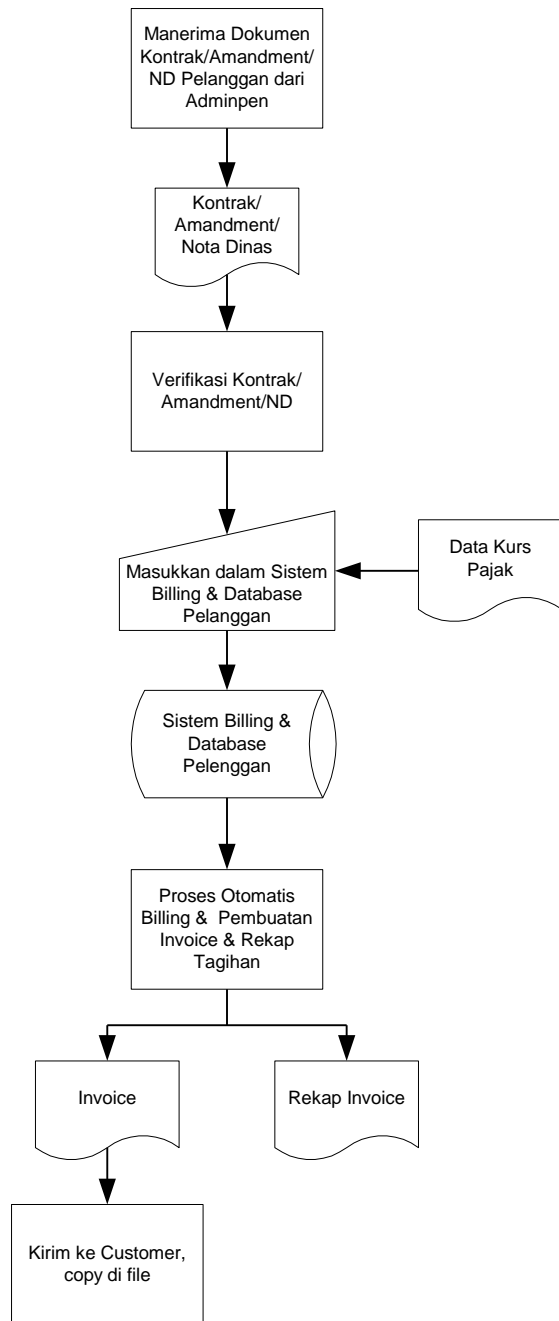 Manerima Dokumen
Kontrak/Amandment/
ND Pelanggan dari
Adminpen
Kontrak/
Amandment/
Nota Dinas
Verifikasi Kontrak/
Amandment/ND
Masukkan dalam Sistem
Billing & Database
Pelanggan
Data Kurs
Pajak
Sistem Billing &
Database
Pelenggan
Proses Otomatis
Billing &  Pembuatan
Invoice & Rekap
Tagihan
Invoice
Rekap Invoice
Kirim ke Customer,
copy di file